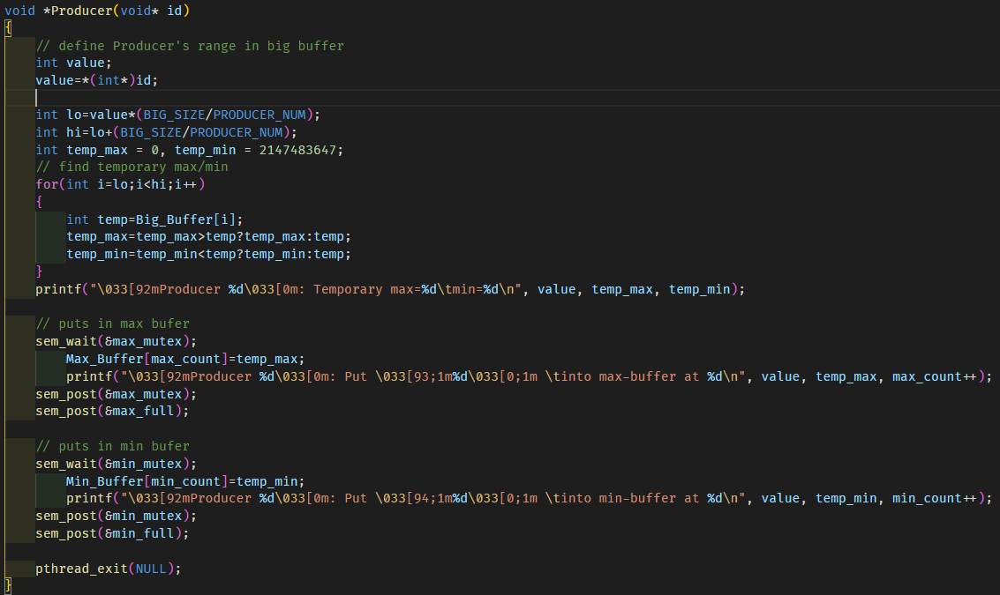 void *Producer(void* id)
{
    // define Producer's range in big buffer
    int value;
    value=*(int*)id;

    int lo=value*(BIG_SIZE/PRODUCER_NUM);
    int hi=lo+(BIG_SIZE/PRODUCER_NUM);
    int temp_max = 0, temp_min = 2147483647;
    // find temporary max/min
    for(int i=lo;i<hi;i++)
    {
        int temp=Big_Buffer[i];
        temp_max=temp_max>temp?temp_max:temp;
        temp_min=temp_min<temp?temp_min:temp;
    }
    printf("\033[92mProducer %d\033[0m: Temporary max=%d\tmin=%d\n", value, temp_max, temp_min);

    // puts in max bufer
    sem_wait(&max_mutex);
        Max_Buffer[max_count]=temp_max;
        printf("\033[92mProducer %d\033[0m: Put \033[93;1m%d\033[0;1m \tinto max-buffer at %d\n", value, temp_max, max_count++);
    sem_post(&max_mutex);
    sem_post(&max_full);

    // puts in min bufer
    sem_wait(&min_mutex);
        Min_Buffer[min_count]=temp_min;
        printf("\033[92mProducer %d\033[0m: Put \033[94;1m%d\033[0;1m \tinto min-buffer at %d\n", value, temp_min, min_count++);
    sem_post(&min_mutex);
    sem_post(&min_full);

    pthread_exit(NULL);
}